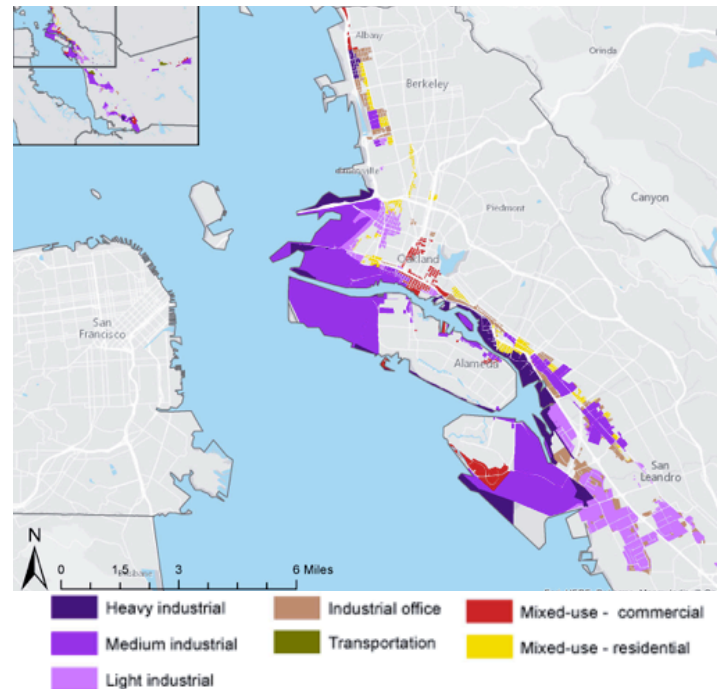 Albany
Orinda
Berkeley
Emeryville
Canyon
Piedmont
Oakland
San
Francisco
Alameda
San
Leandro
N
0 1.5 3 6 Miles
Heavy industrial
Industrial office
Mixed-use - commercial
Medium industrial
Transportation
Mixed-use - residential
Light industrial